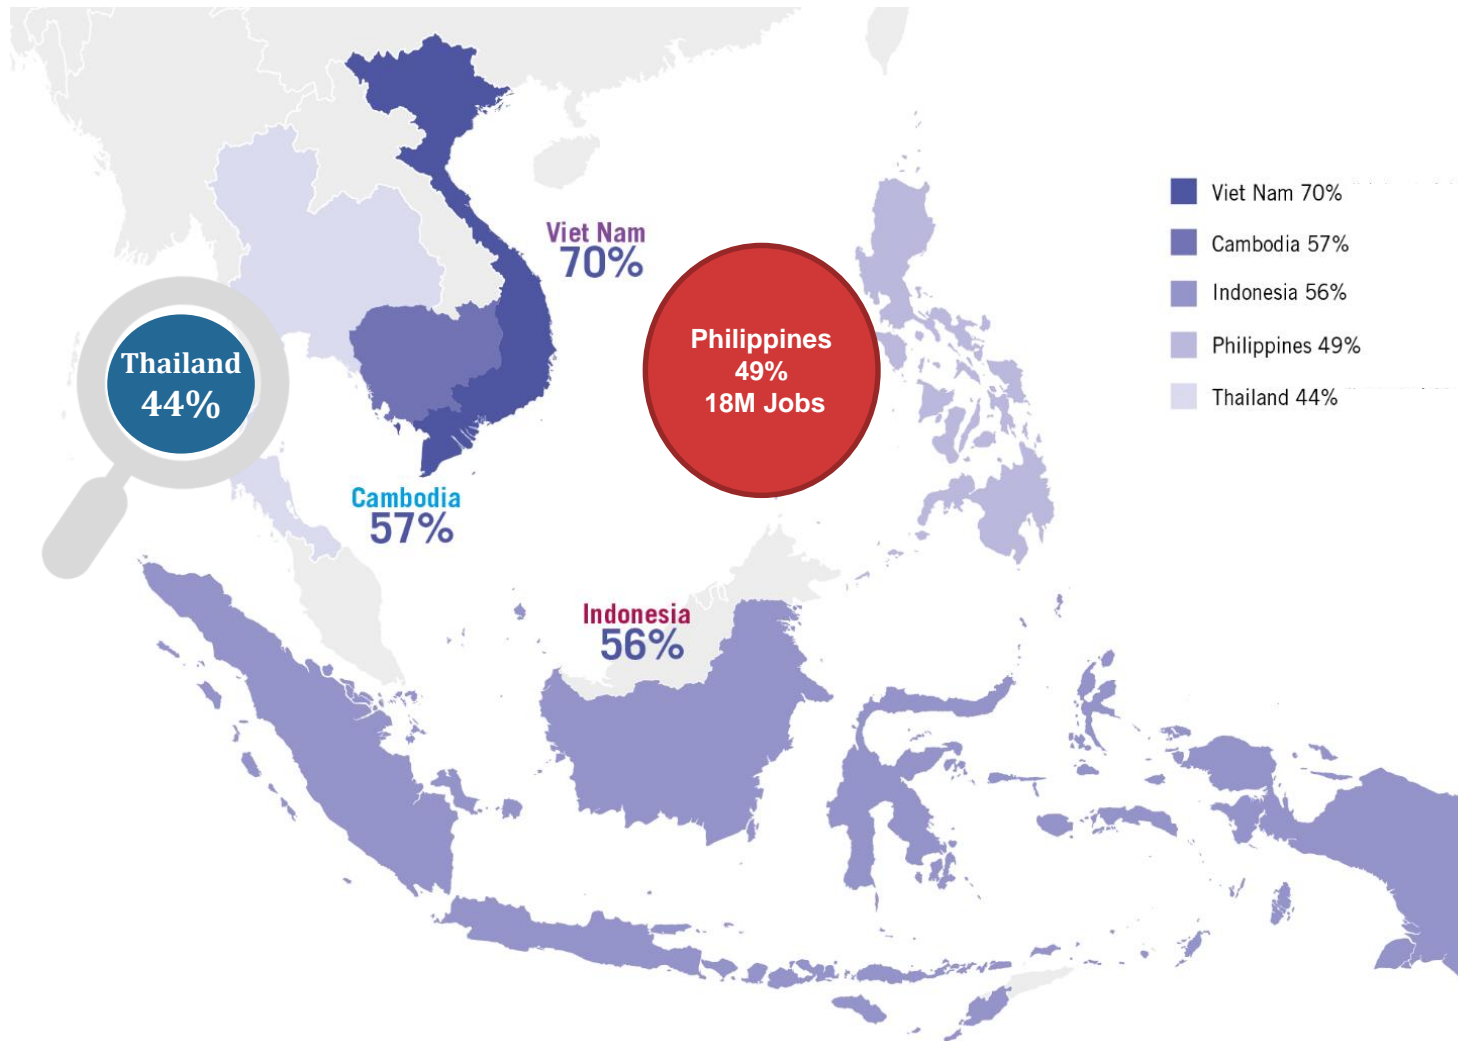 Viet Nam
70%
Thailand
44%
Philippines
49%
18M Jobs
Cambodia
57%
Indonesia
56%
Viet Nam 70%
Cambodia 57%
Indonesia 56%
Philippines 49%
Thailand 44%